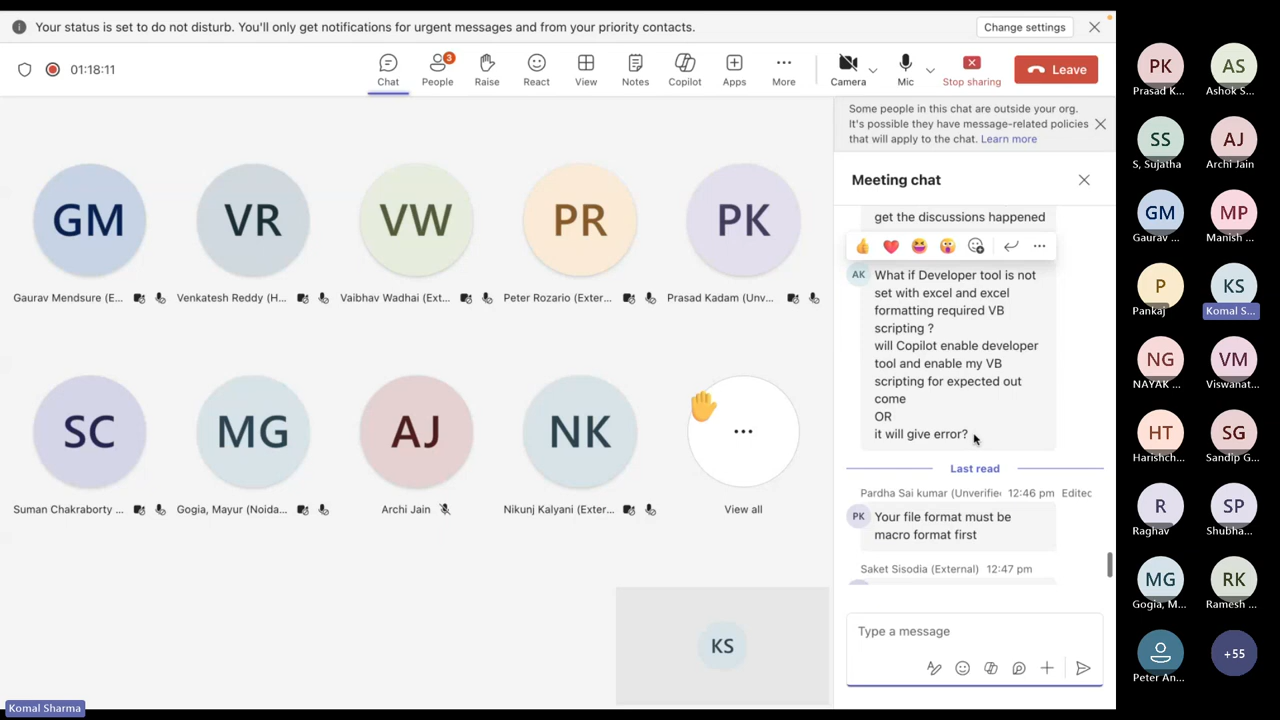 Your status is set to do not disturb. You'll only get notifications for urgent messages and from your priority contacts.
Change settings
01:18:11
Chat
3
People
Raise
React
View
Notes
Copilot
Apps
More
Camera
Mic
Stop sharing
Leave
Some people in this chat are outside your org.
It's possible they have message-related policies
that will apply to the chat. Learn more
Meeting chat
get the discussions happened
AK
What if Developer tool is not
set with excel and excel
formatting required VB
scripting ?
will Copilot enable developer
tool and enable my VB
scripting for expected out
come
OR
it will give error?
Last read
Pardha Sai kumar (Unverifie 12:46 pm Editec
PK
Your file format must be
macro format first
Saket Sisodia (External) 12:47 pm
Type a message
GM
VR
VW
PR
PK
Gaurav Mendsure (E...
Venkatesh Reddy (H...
Vaibhav Wadhai (Ext...
Peter Rozario (Exter...
Prasad Kadam (Unv...
SC
MG
AJ
NK
...
Suman Chakraborty ...
Gogia, Mayur (Noida...
Archi Jain
Nikunj Kalyani (Exter...
View all
KS
Komal Sharma
PK
AS
Prasad K...
Ashok S...
SS
AJ
S, Sujatha
Archi Jain
GM
MP
Gaurav ...
Manish ...
P
KS
Pankaj
Komal S...
NG
VM
NAYAK ...
Viswanat...
HT
SG
Harishch...
Sandip G...
R
SP
Raghav
Shubha...
MG
RK
Gogia, M...
Ramesh ...
+55
Peter An...